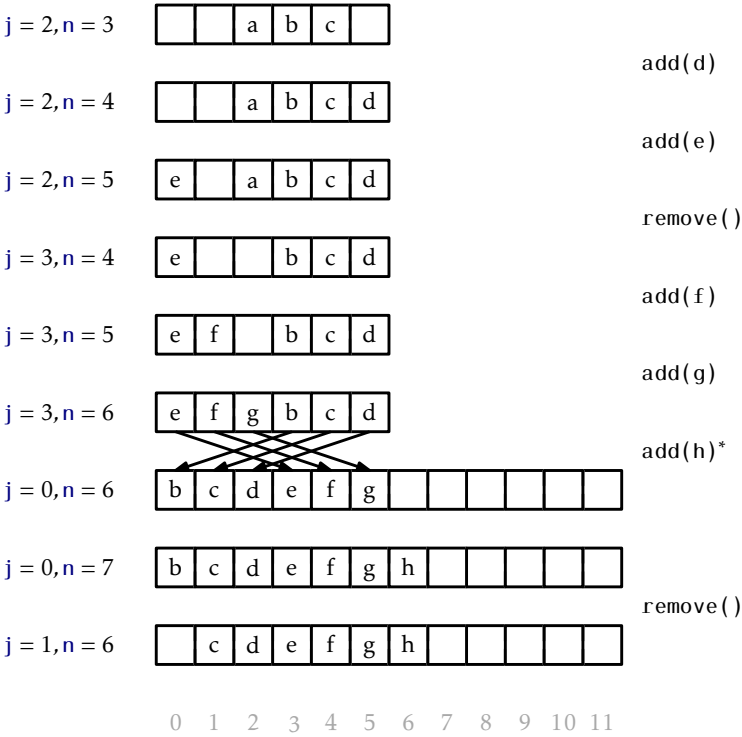 j = 2, n = 3 a b c
add(d)
j = 2, n = 4 a b c d
add(e)
j = 2, n = 5 e a b c d
remove()
j = 3, n = 4 e b c d
add(f)
j = 3, n = 5 e f b c d
add(g)
j = 3, n = 6 e f g b c d
add(h)*
j = 0, n = 6 b c d e f g
j = 0, n = 7 b c d e f g h
remove()
j = 1, n = 6 c d e f g h
0 1 2 3 4 5 6 7 8 9 10 11